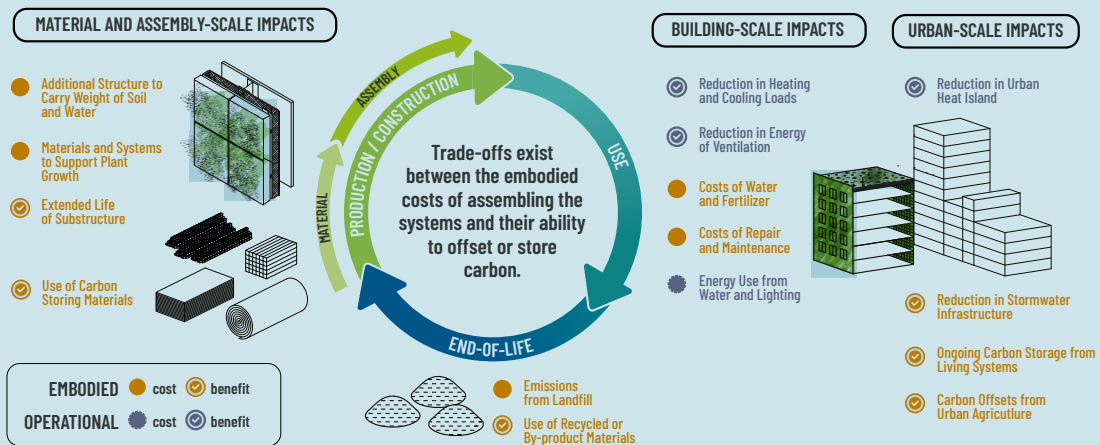 MATERIAL AND ASSEMBLY-SCALE IMPACTS
Additional Structure to
Carry Weight of Soil
and Water
Materials and Systems
to Support Plant
Growth
Extended Life
of Substructure
Use of Carbon
Storing Materials
EMBODIED cost benefit
OPERATIONAL cost benefit
MATERIAL
ASSEMBLY
PRODUCTION / CONSTRUCTION
USE
END-OF-LIFE
Trade-offs exist
between the embodied
costs of assembling the
systems and their ability
to offset or store
carbon.
Emissions
from Landfill
Use of Recycled or
By-product Materials
BUILDING-SCALE IMPACTS
Reduction in Heating
and Cooling Loads
Reduction in Energy
of Ventilation
Costs of Water
and Fertilizer
Costs of Repair
and Maintenance
Energy Use from
Water and Lighting
URBAN-SCALE IMPACTS
Reduction in Urban
Heat Island
Reduction in Stormwater
Infrastructure
Ongoing Carbon Storage from
Living Systems
Carbon Offsets from
Urban Agricutlure